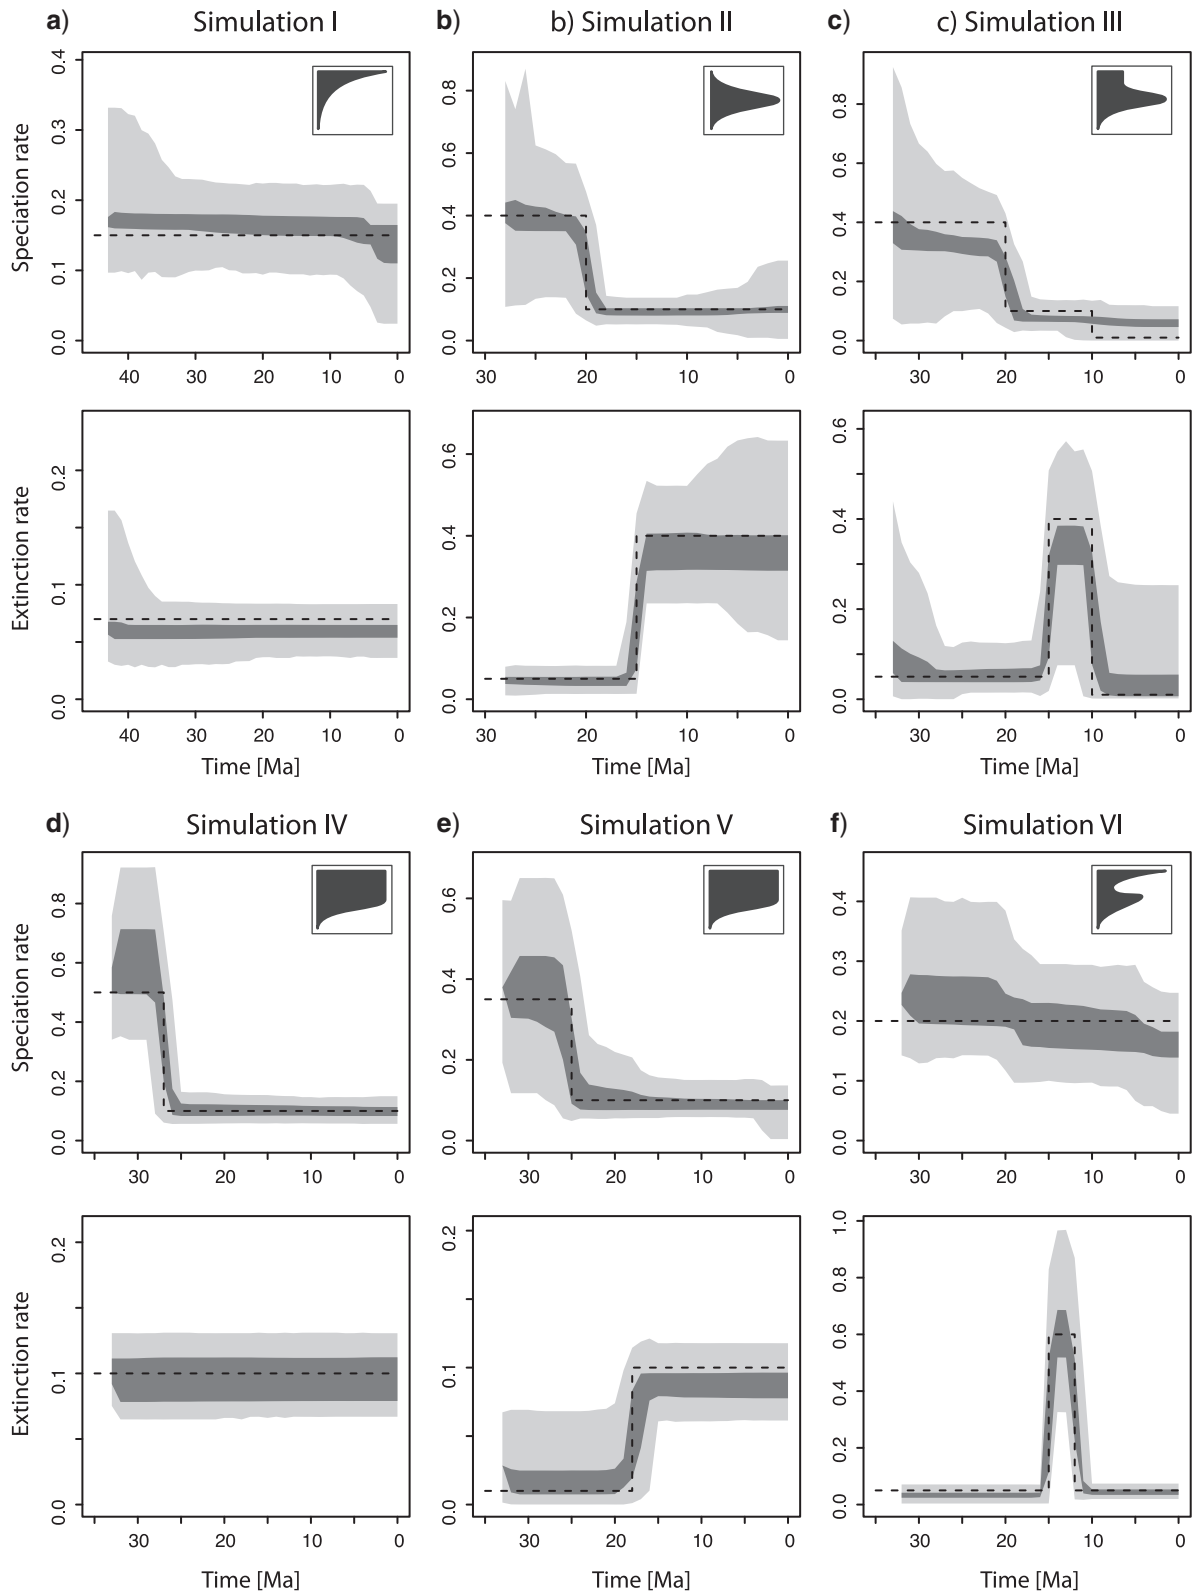 a) Simulation I
b) b) Simulation II
c) c) Simulation III
Speciation rate
0.0 0.1 0.2 0.3 0.4
40 30 20 10 0
0.0 0.2 0.4 0.6 0.8
30 20 10 0
0.0 0.2 0.4 0.6 0.8
30 20 10 0
Extinction rate
0.0 0.1 0.2
40 30 20 10 0
Time [Ma]
0.0 0.2 0.4 0.6
30 20 10 0
Time [Ma]
0.0 0.2 0.4 0.6
30 20 10 0
Time [Ma]
d) Simulation IV
e) Simulation V
f) Simulation VI
Speciation rate
0.0 0.2 0.4 0.6 0.8
30 20 10 0
0.0 0.2 0.4 0.6
30 20 10 0
0.0 0.1 0.2 0.3 0.4
30 20 10 0
Extinction rate
0.0 0.1 0.2
30 20 10 0
Time [Ma]
0.0 0.1 0.2
30 20 10 0
Time [Ma]
0.0 0.2 0.4 0.6 0.8 1.0
30 20 10 0
Time [Ma]